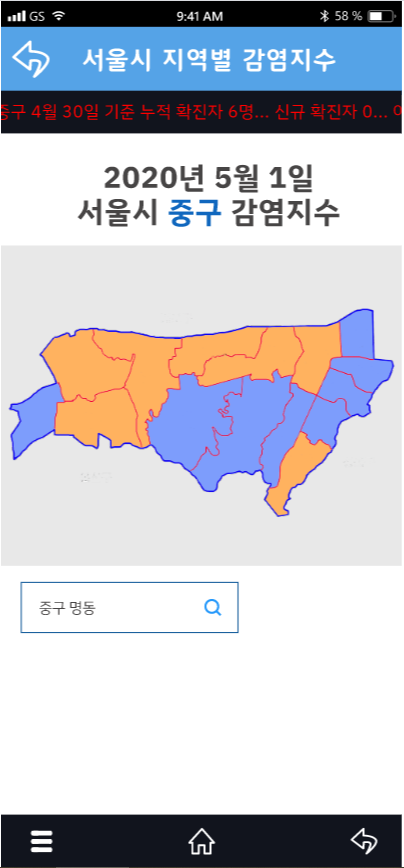 GS 9:41 AM 58 %
서울시 지역별 감염지수
중구 4월 30일 기준 누적 확진자 6명... 신규 확진자 0...
2020년 5월 1일
서울시 중구 감염지수
중구 명동